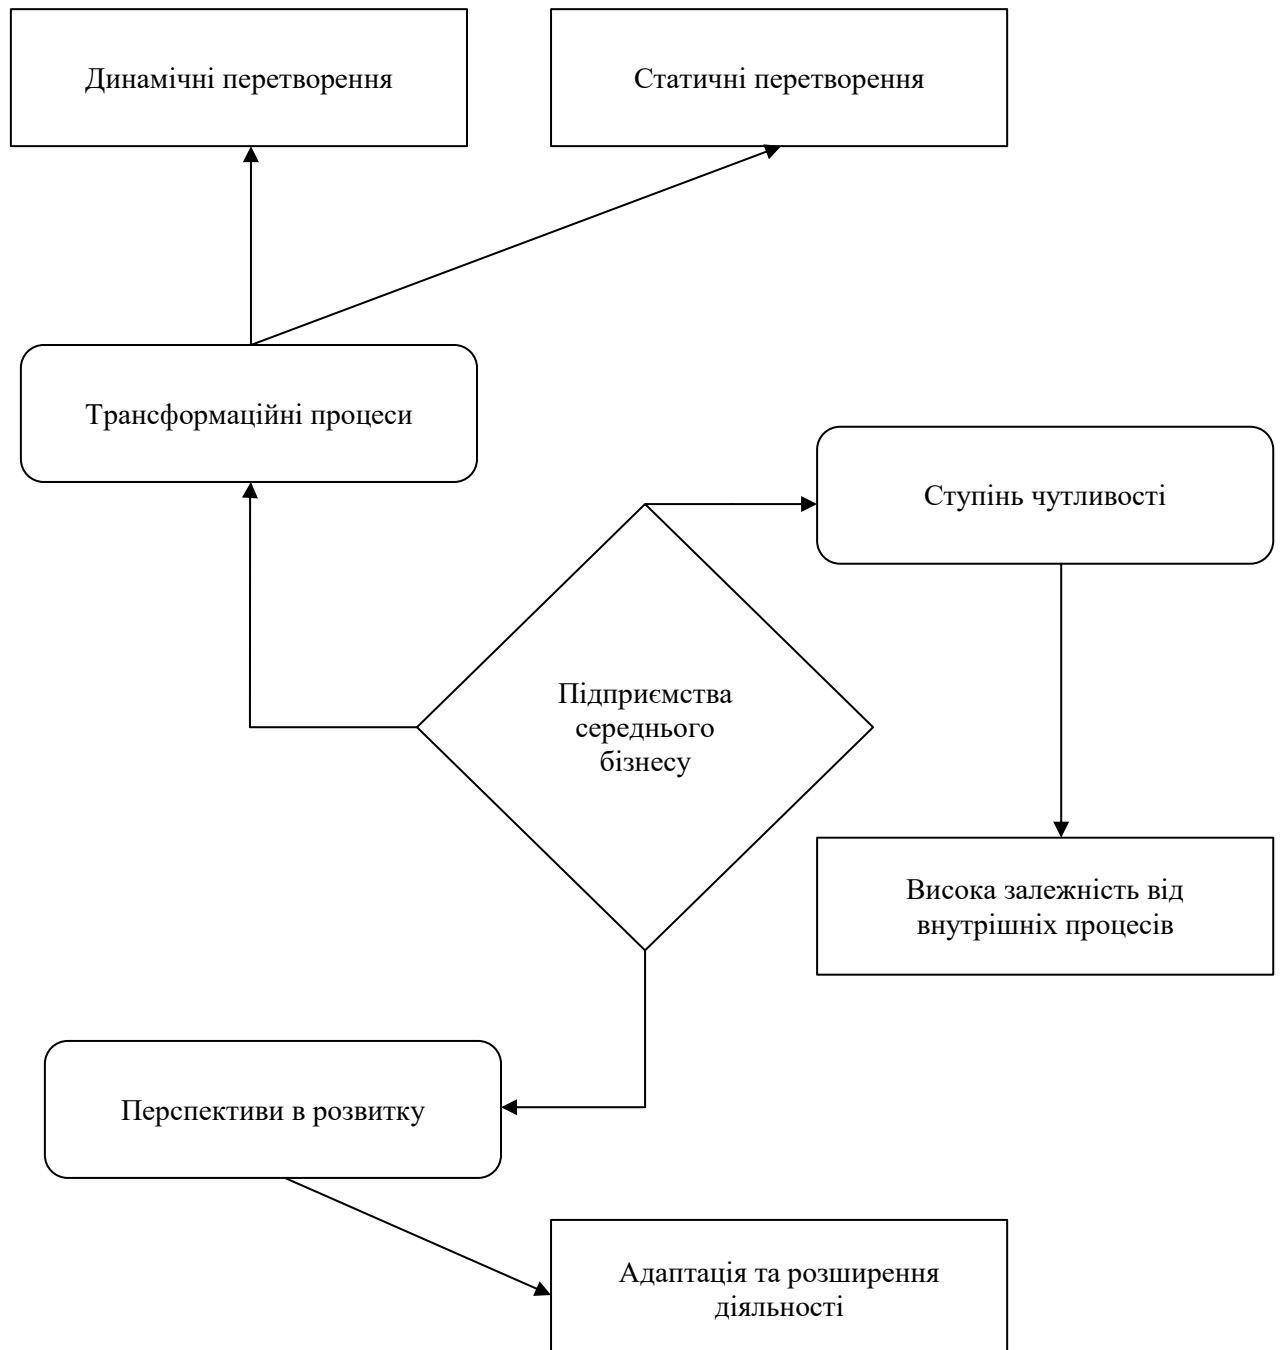 Динамічні перетворення
Статичні перетворення
Трансформаційні процеси
Ступінь чутливості
Підприємства
середнього
бізнесу
Висока залежність від
внутрішніх процесів
Перспективи в розвитку
Адаптація та розширення
діяльності